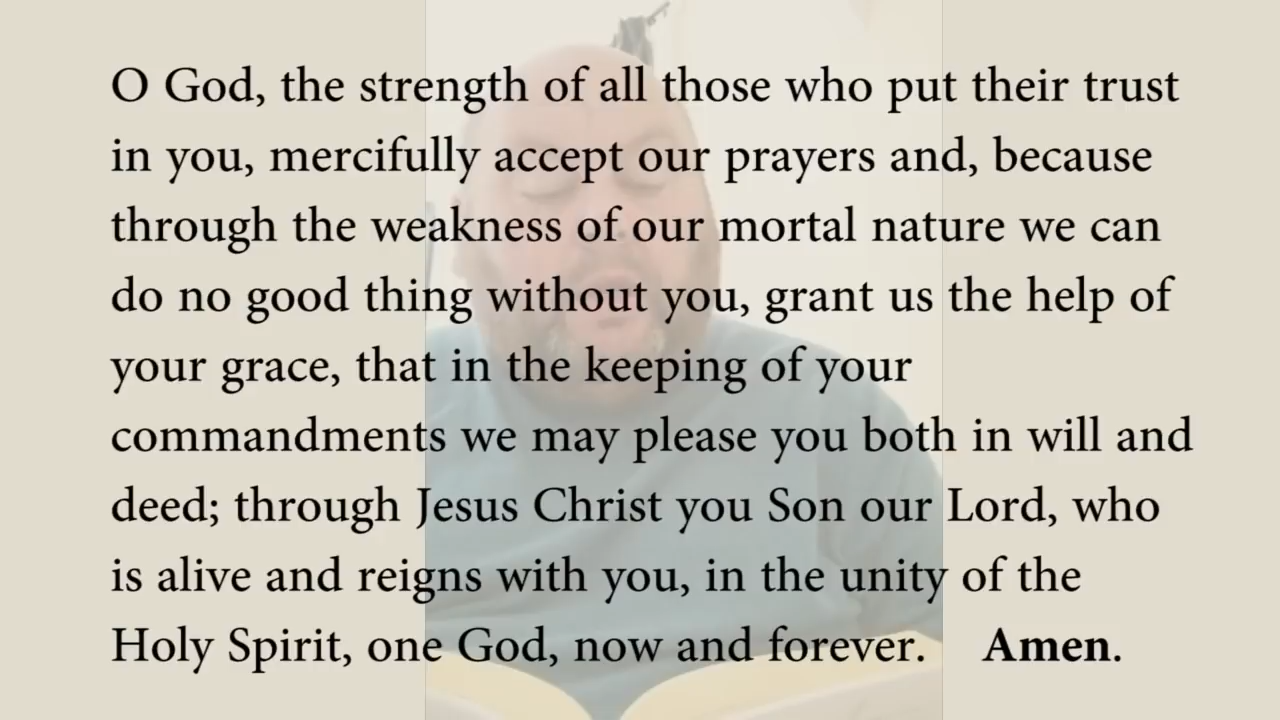 O God, the strength of all those who put their trust
in you, mercifully accept our prayers and, because
through the weakness of our mortal nature we can
do no good thing without you, grant us the help of
your grace, that in the keeping of your
commandments we may please you both in will and
deed; through Jesus Christ you Son our Lord, who
is alive and reigns with you, in the unity of the
Holy Spirit, one God, now and forever. Amen.